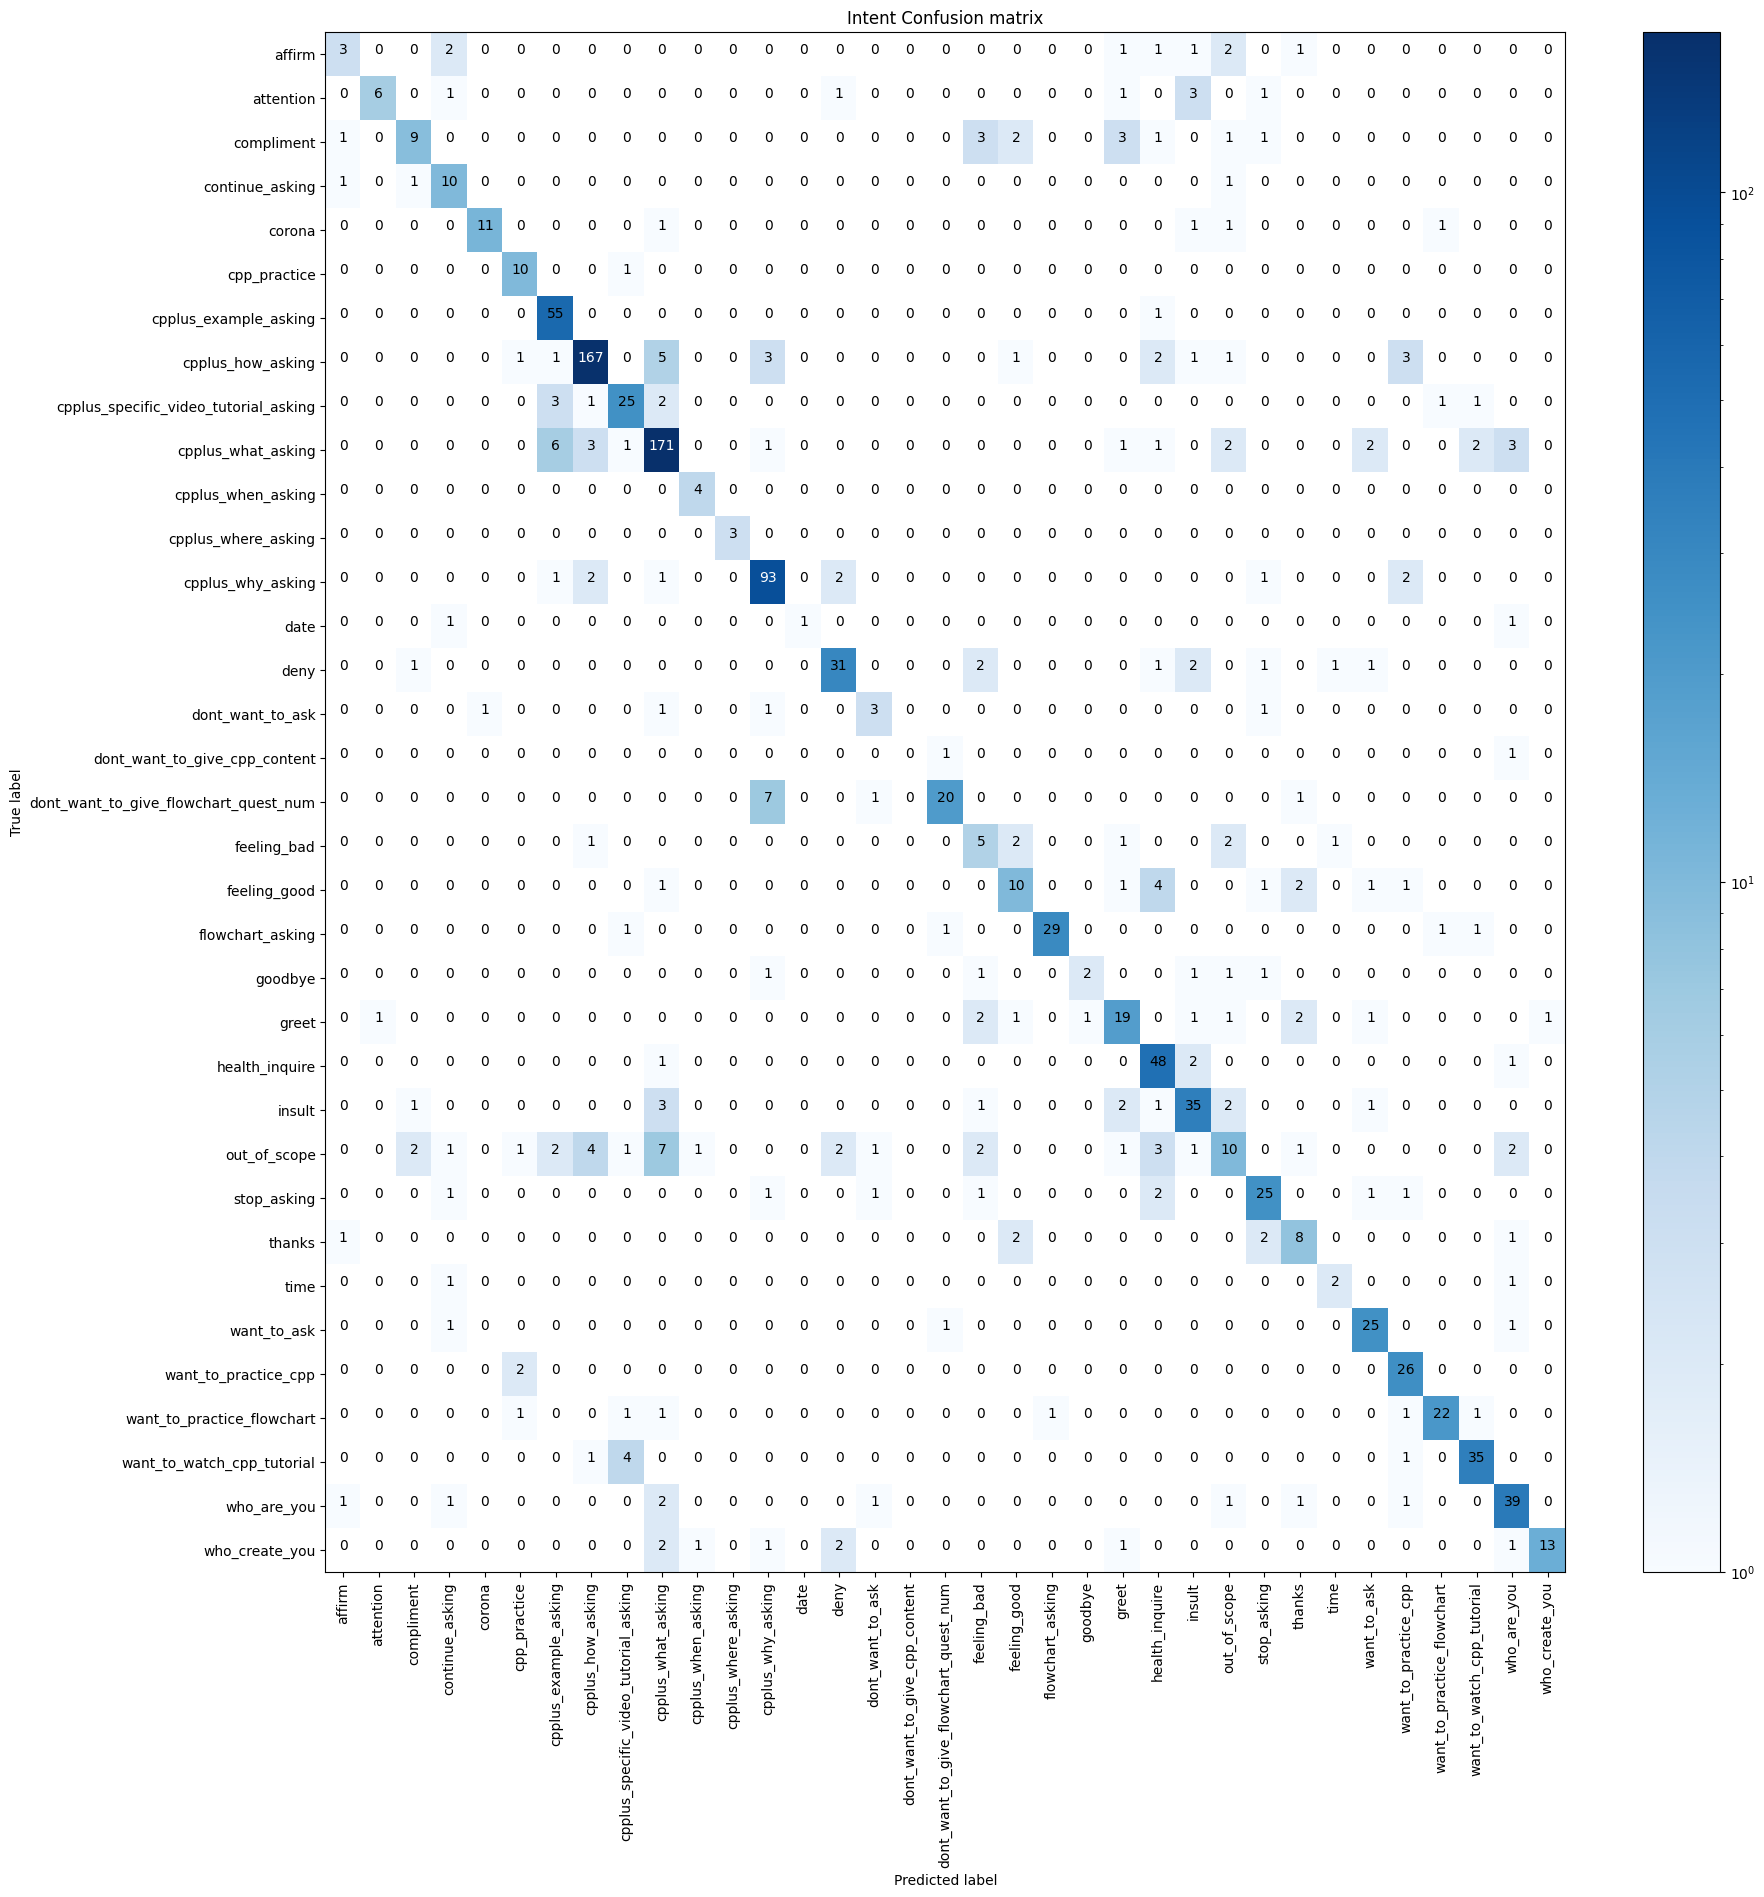 Intent Confusion matrix
affirm 3 0 0 2 0 0 0 0 0 0 0 0 0 0 0 0 0 0 0 0 0 0 1 1 1 2 0 1 0 0 0 0 0 0 0
attention 0 6 0 1 0 0 0 0 0 0 0 0 0 0 1 0 0 0 0 0 0 0 1 0 3 0 1 0 0 0 0 0 0 0 0
compliment 1 0 9 0 0 0 0 0 0 0 0 0 0 0 0 0 0 0 3 2 0 0 3 1 0 1 1 0 0 0 0 0 0 0 0
continue_asking 1 0 1 10 0 0 0 0 0 0 0 0 0 0 0 0 0 0 0 0 0 0 0 0 0 1 0 0 0 0 0 0 0 0 0
corona 0 0 0 0 11 0 0 0 0 1 0 0 0 0 0 0 0 0 0 0 0 0 0 0 1 1 0 0 0 0 0 1 0 0 0
cpp_practice 0 0 0 0 0 10 0 0 1 0 0 0 0 0 0 0 0 0 0 0 0 0 0 0 0 0 0 0 0 0 0 0 0 0 0
cpplus_example_asking 0 0 0 0 0 0 55 0 0 0 0 0 0 0 0 0 0 0 0 0 0 0 0 1 0 0 0 0 0 0 0 0 0 0 0
cpplus_how_asking 0 0 0 0 0 1 1 167 0 5 0 0 3 0 0 0 0 0 0 1 0 0 0 2 1 1 0 0 0 0 3 0 0 0 0
cpplus_specific_video_tutorial_asking 0 0 0 0 0 0 3 1 25 2 0 0 0 0 0 0 0 0 0 0 0 0 0 0 0 0 0 0 0 0 0 1 1 0 0
cpplus_what_asking 0 0 0 0 0 0 6 3 1 171 0 0 1 0 0 0 0 0 0 0 0 0 1 1 0 2 0 0 0 2 0 0 2 3 0
cpplus_when_asking 0 0 0 0 0 0 0 0 0 0 4 0 0 0 0 0 0 0 0 0 0 0 0 0 0 0 0 0 0 0 0 0 0 0 0
cpplus_where_asking 0 0 0 0 0 0 0 0 0 0 0 3 0 0 0 0 0 0 0 0 0 0 0 0 0 0 0 0 0 0 0 0 0 0 0
cpplus_why_asking 0 0 0 0 0 0 1 2 0 1 0 0 93 0 2 0 0 0 0 0 0 0 0 0 0 0 1 0 0 0 2 0 0 0 0
date 0 0 0 1 0 0 0 0 0 0 0 0 0 1 0 0 0 0 0 0 0 0 0 0 0 0 0 0 0 0 0 0 0 1 0
deny 0 0 1 0 0 0 0 0 0 0 0 0 0 0 31 0 0 0 2 0 0 0 0 1 2 0 1 0 1 1 0 0 0 0 0
dont_want_to_ask 0 0 0 0 1 0 0 0 0 1 0 0 1 0 0 3 0 0 0 0 0 0 0 0 0 0 1 0 0 0 0 0 0 0 0
dont_want_to_give_cpp_content 0 0 0 0 0 0 0 0 0 0 0 0 0 0 0 0 0 1 0 0 0 0 0 0 0 0 0 0 0 0 0 0 0 1 0
dont_want_to_give_flowchart_quest_num 0 0 0 0 0 0 0 0 0 0 0 0 7 0 0 1 0 20 0 0 0 0 0 0 0 0 0 1 0 0 0 0 0 0 0
feeling_bad 0 0 0 0 0 0 0 1 0 0 0 0 0 0 0 0 0 0 5 2 0 0 1 0 0 2 0 0 1 0 0 0 0 0 0
feeling_good 0 0 0 0 0 0 0 0 0 1 0 0 0 0 0 0 0 0 0 10 0 0 1 4 0 0 1 2 0 1 1 0 0 0 0
flowchart_asking 0 0 0 0 0 0 0 0 1 0 0 0 0 0 0 0 0 1 0 0 29 0 0 0 0 0 0 0 0 0 0 1 1 0 0
goodbye 0 0 0 0 0 0 0 0 0 0 0 0 1 0 0 0 0 0 1 0 0 2 0 0 1 1 1 0 0 0 0 0 0 0 0
greet 0 1 0 0 0 0 0 0 0 0 0 0 0 0 0 0 0 0 2 1 0 1 19 0 1 1 0 2 0 1 0 0 0 0 1
health_inquire 0 0 0 0 0 0 0 0 0 1 0 0 0 0 0 0 0 0 0 0 0 0 0 48 2 0 0 0 0 0 0 0 0 1 0
insult 0 0 1 0 0 0 0 0 0 3 0 0 0 0 0 0 0 0 1 0 0 0 2 1 35 2 0 0 0 1 0 0 0 0 0
out_of_scope 0 0 2 1 0 1 2 4 1 7 1 0 0 0 2 1 0 0 2 0 0 0 1 3 1 10 0 1 0 0 0 0 0 2 0
stop_asking 0 0 0 1 0 0 0 0 0 0 0 0 1 0 0 1 0 0 1 0 0 0 0 2 0 0 25 0 0 1 1 0 0 0 0
thanks 1 0 0 0 0 0 0 0 0 0 0 0 0 0 0 0 0 0 0 2 0 0 0 0 0 0 2 8 0 0 0 0 0 1 0
time 0 0 0 1 0 0 0 0 0 0 0 0 0 0 0 0 0 0 0 0 0 0 0 0 0 0 0 0 2 0 0 0 0 1 0
want_to_ask 0 0 0 1 0 0 0 0 0 0 0 0 0 0 0 0 0 1 0 0 0 0 0 0 0 0 0 0 0 25 0 0 0 1 0
want_to_practice_cpp 0 0 0 0 0 2 0 0 0 0 0 0 0 0 0 0 0 0 0 0 0 0 0 0 0 0 0 0 0 0 26 0 0 0 0
want_to_practice_flowchart 0 0 0 0 0 1 0 0 1 1 0 0 0 0 0 0 0 0 0 0 1 0 0 0 0 0 0 0 0 0 1 22 1 0 0
want_to_watch_cpp_tutorial 0 0 0 0 0 0 0 1 4 0 0 0 0 0 0 0 0 0 0 0 0 0 0 0 0 0 0 0 0 0 1 0 35 0 0
who_are_you 1 0 0 1 0 0 0 0 0 2 0 0 0 0 0 1 0 0 0 0 0 0 0 0 0 1 0 1 0 0 1 0 0 39 0
who_create_you 0 0 0 0 0 0 0 0 0 2 1 0 1 0 2 0 0 0 0 0 0 0 1 0 0 0 0 0 0 0 0 0 0 1 13
True label
affirm
attention
compliment
continue_asking
corona
cpp_practice
cpplus_example_asking
cpplus_how_asking
cpplus_specific_video_tutorial_asking
cpplus_what_asking
cpplus_when_asking
cpplus_where_asking
cpplus_why_asking
date
deny
dont_want_to_ask
dont_want_to_give_cpp_content
dont_want_to_give_flowchart_quest_num
feeling_bad
feeling_good
flowchart_asking
goodbye
greet
health_inquire
insult
out_of_scope
stop_asking
thanks
time
want_to_ask
want_to_practice_cpp
want_to_practice_flowchart
want_to_watch_cpp_tutorial
who_are_you
who_create_you
Predicted label
10²
10¹
10⁰